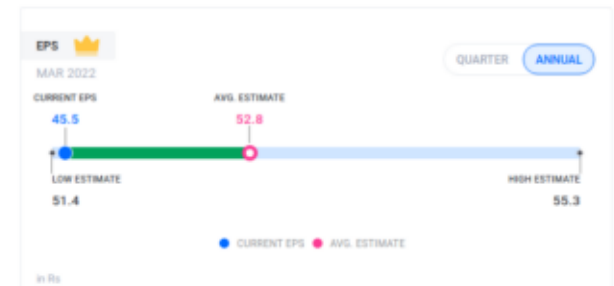 EPS
QUARTER ANNUAL
MAR 2022
CURRENT EPS AVG. ESTIMATE
45.5 52.8
LOW ESTIMATE HIGH ESTIMATE
51.4 55.3
CURRENT EPS AVG. ESTIMATE
in Rs